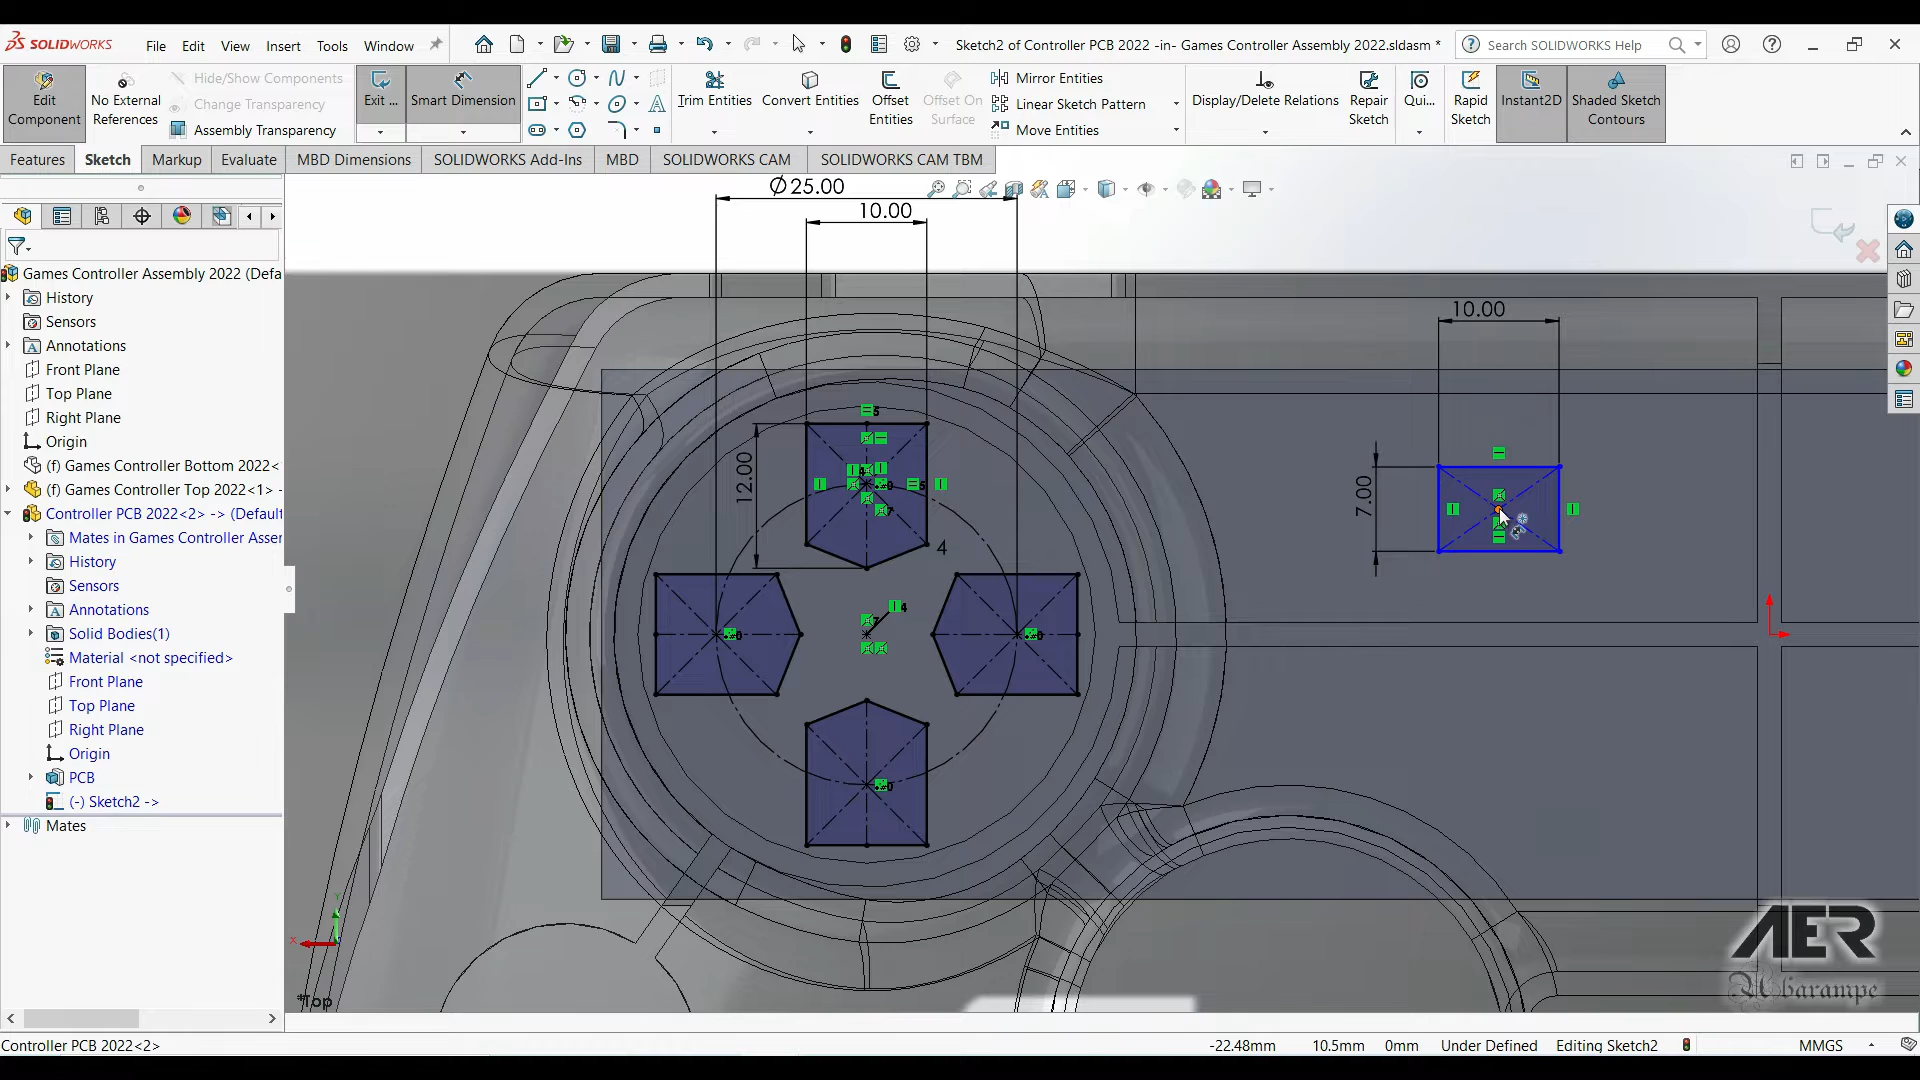 SOLIDWORKS
File Edit View Insert Tools Window
Sketch2 of Controller PCB 2022 -in- Games Controller Assembly 2022.sldasm *
Search SOLIDWORKS Help
Edit Component
No External References
Hide/Show Components
Change Transparency
Assembly Transparency
Exit ...
Smart Dimension
Trim Entities
Convert Entities
Offset Entities
Offset On Surface
Mirror Entities
Linear Sketch Pattern
Move Entities
Display/Delete Relations
Repair Sketch
Qui...
Rapid Sketch
Instant2D
Shaded Sketch Contours
Features Sketch Markup Evaluate MBD Dimensions SOLIDWORKS Add-Ins MBD SOLIDWORKS CAM SOLIDWORKS CAM TBM
Games Controller Assembly 2022 (Defa
History
Sensors
Annotations
Front Plane
Top Plane
Right Plane
Origin
(f) Games Controller Bottom 2022<
(f) Games Controller Top 2022<1> -
Controller PCB 2022<2> -> (Default
Mates in Games Controller Asser
History
Sensors
Annotations
Solid Bodies(1)
Material <not specified>
Front Plane
Top Plane
Right Plane
Origin
PCB
(-) Sketch2 ->
Mates
Ø25.00
10.00
12.00
4
10.00
7.00
*Top
AER
Abarampe
Controller PCB 2022<2>
-22.48mm 10.5mm 0mm Under Defined Editing Sketch2 MMGS